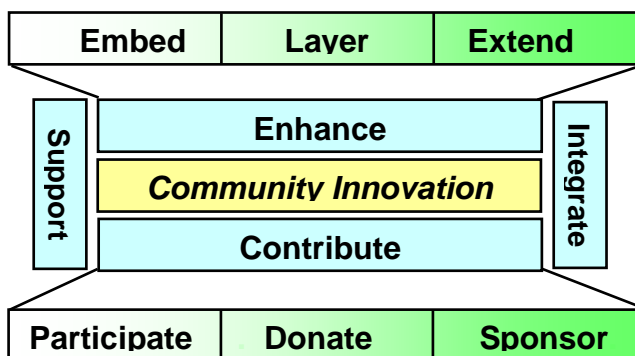 Embed Layer Extend
Support
Enhance
Integrate
Community Innovation
Contribute
Participate Donate Sponsor